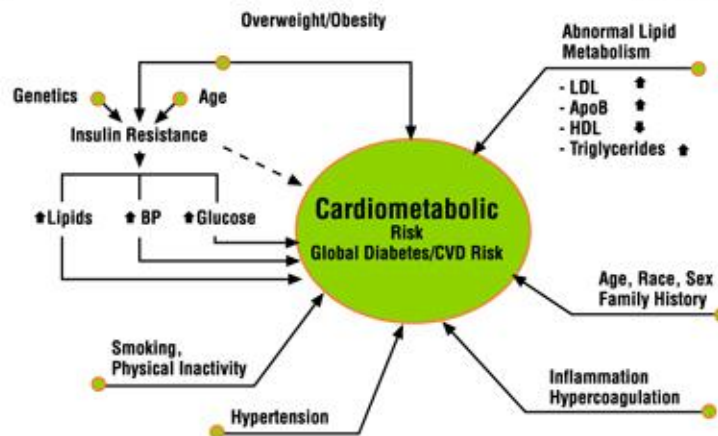 Overweight/Obesity
Abnormal Lipid
Metabolism
- LDL
- ApoB
- HDL
- Triglycerides
Genetics
Age
Insulin Resistance
Lipids
BP
Glucose
Cardiometabolic
Risk
Global Diabetes/CVD Risk
Age, Race, Sex
Family History
Smoking,
Physical Inactivity
Inflammation
Hypercoagulation
Hypertension